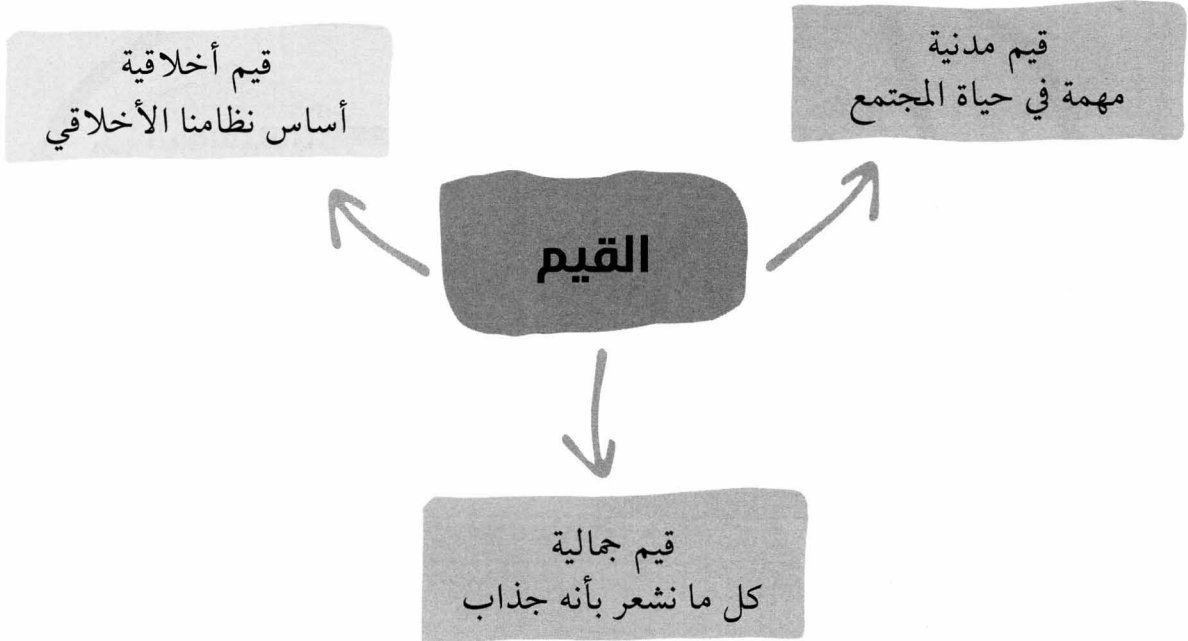 قيم مدنية
مهمة في حياة المجتمع
قيم أخلاقية
أساس نظامنا الأخلاقي
القيم
قيم جمالية
كل ما نشعر بأنه جذاب